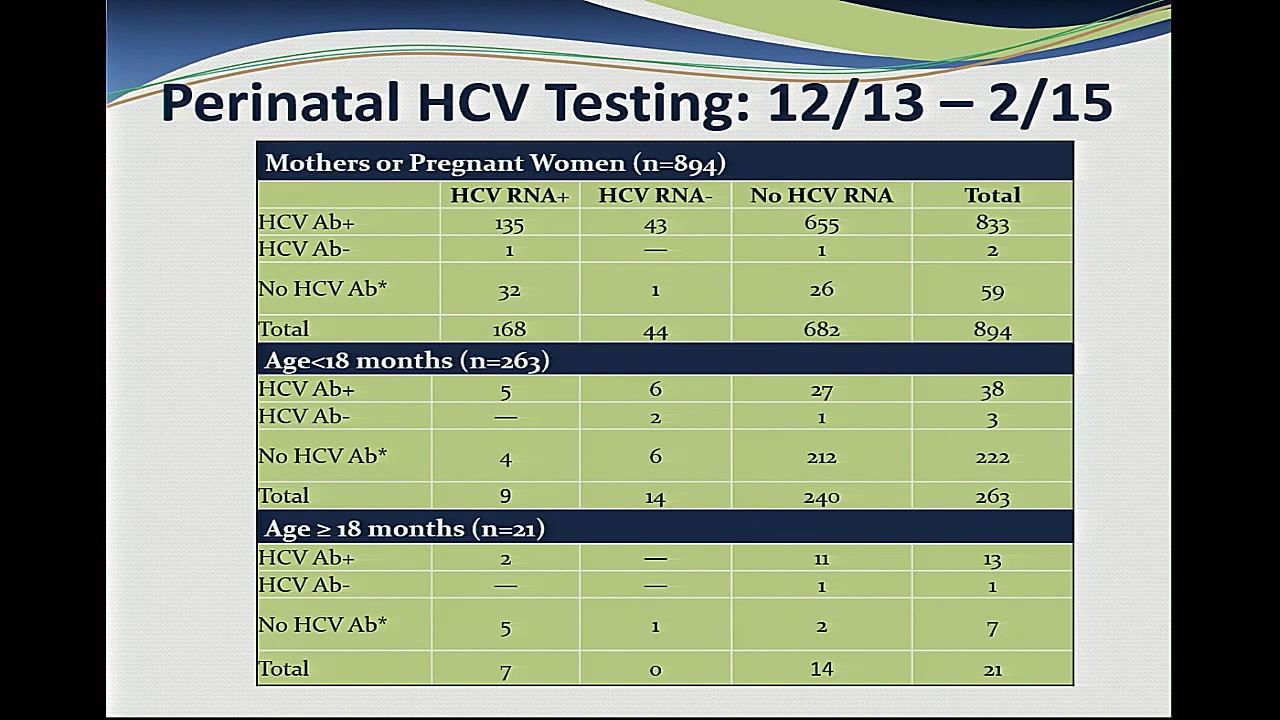 Perinatal HCV Testing: 12/13 – 2/15
Mothers or Pregnant Women (n=894)
HCV RNA+ HCV RNA- No HCV RNA Total
HCV Ab+ 135 43 655 833
HCV Ab- 1 — 1 2
No HCV Ab* 32 1 26 59
Total 168 44 682 894
Age<18 months (n=263)
HCV Ab+ 5 6 27 38
HCV Ab- — 2 1 3
No HCV Ab* 4 6 212 222
Total 9 14 240 263
Age ≥ 18 months (n=21)
HCV Ab+ 2 — 11 13
HCV Ab- — — 1 1
No HCV Ab* 5 1 2 7
Total 7 0 14 21